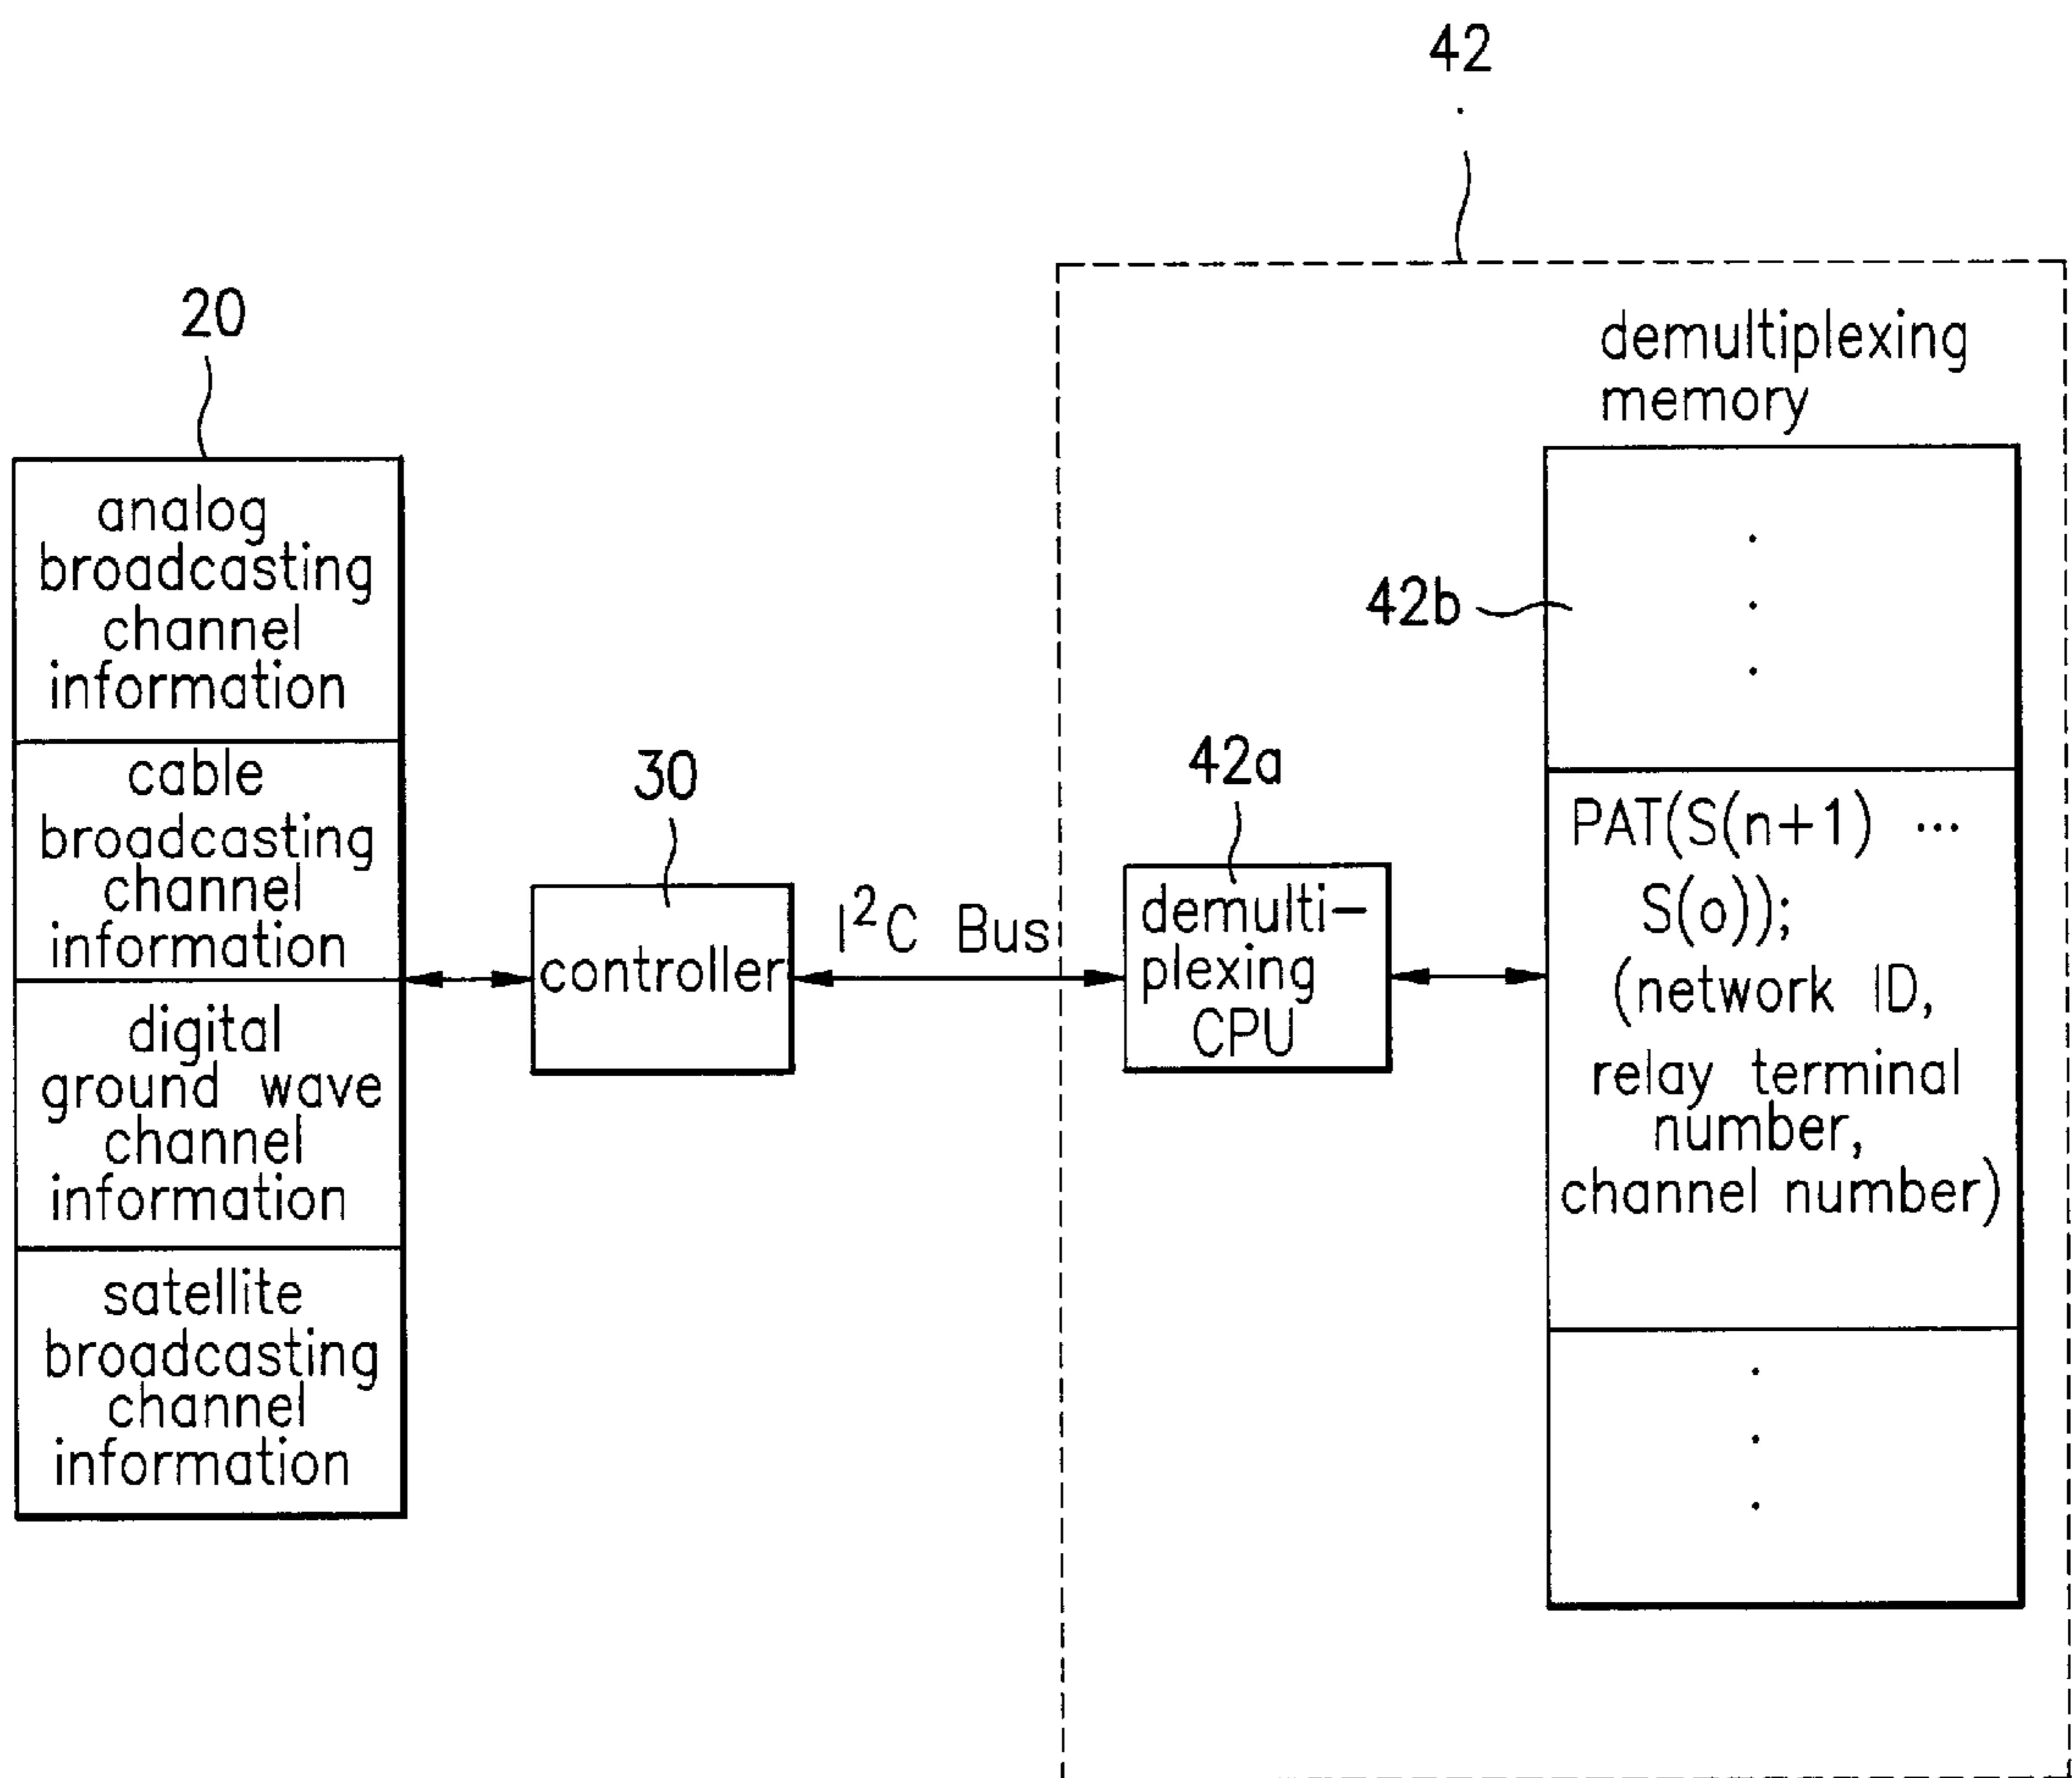 42
20
analog
broadcasting
channel
information
cable
broadcasting
channel
information
digital
ground wave
channel
information
satellite
broadcasting
channel
information
30
controller
I²C Bus
42a
demulti-
plexing
CPU
demultiplexing
memory
42b
PAT(S(n+1) ...
S(o));
(network ID,
relay terminal
number,
channel number)